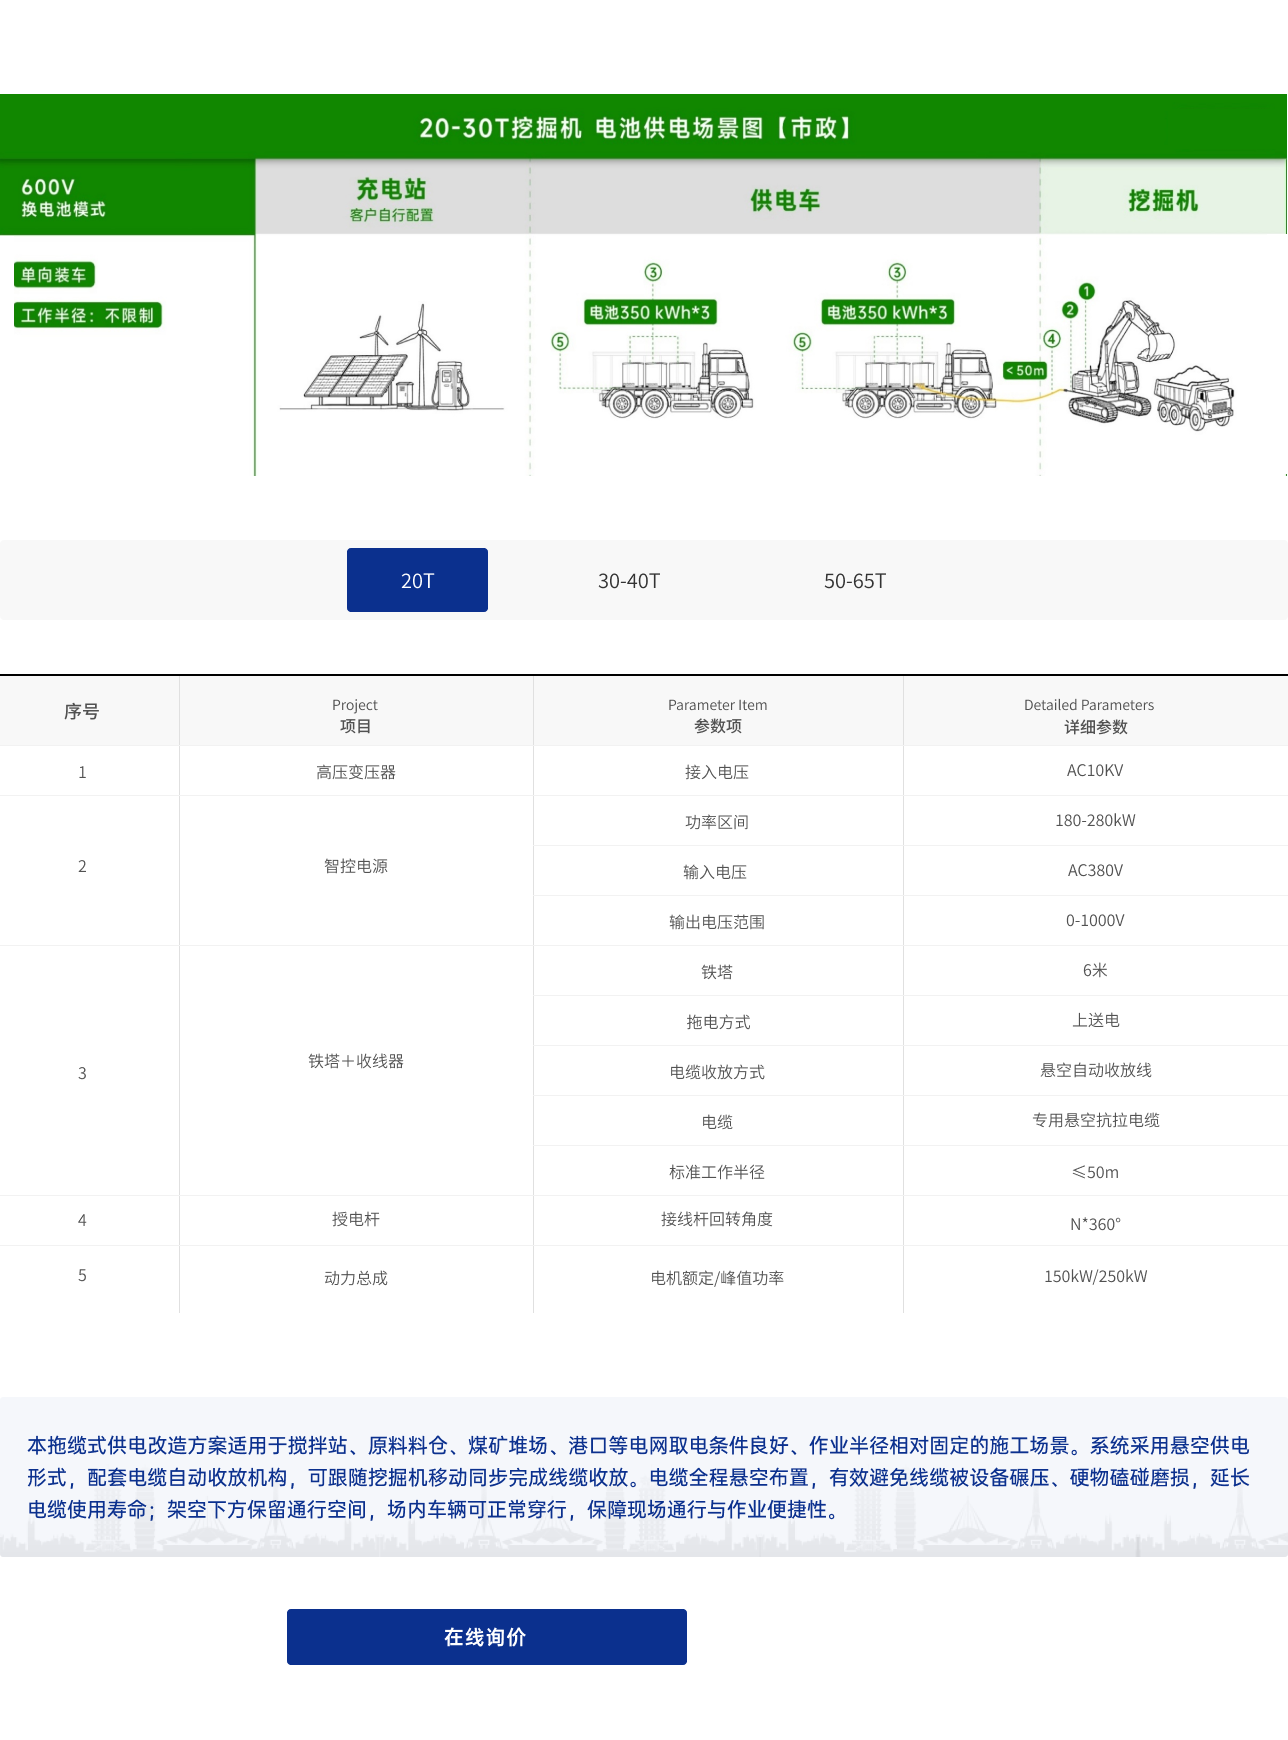 20-30T挖掘机 电池供电场景图【市政】
600V
换电池模式
充电站
客户自行配置
供电车
挖掘机
单向装车
工作半径：不限制
③
③
电池350 kWh*3
电池350 kWh*3
⑤
⑤
1
2
④
<50m
20T
30-40T
50-65T
序号
Project
项目
Parameter Item
参数项
Detailed Parameters
详细参数
1
高压变压器
接入电压
AC10KV
2
智控电源
功率区间
180-280kW
输入电压
AC380V
输出电压范围
0-1000V
3
铁塔＋收线器
铁塔
6米
拖电方式
上送电
电缆收放方式
悬空自动收放线
电缆
专用悬空抗拉电缆
标准工作半径
≤50m
4
授电杆
接线杆回转角度
N*360°
5
动力总成
电机额定/峰值功率
150kW/250kW
本拖缆式供电改造方案适用于搅拌站、原料料仓、煤矿堆场、港口等电网取电条件良好、作业半径相对固定的施工场景。系统采用悬空供电
形式，配套电缆自动收放机构，可跟随挖掘机移动同步完成线缆收放。电缆全程悬空布置，有效避免线缆被设备碾压、硬物磕碰磨损，延长
电缆使用寿命；架空下方保留通行空间，场内车辆可正常穿行，保障现场通行与作业便捷性。
在线询价